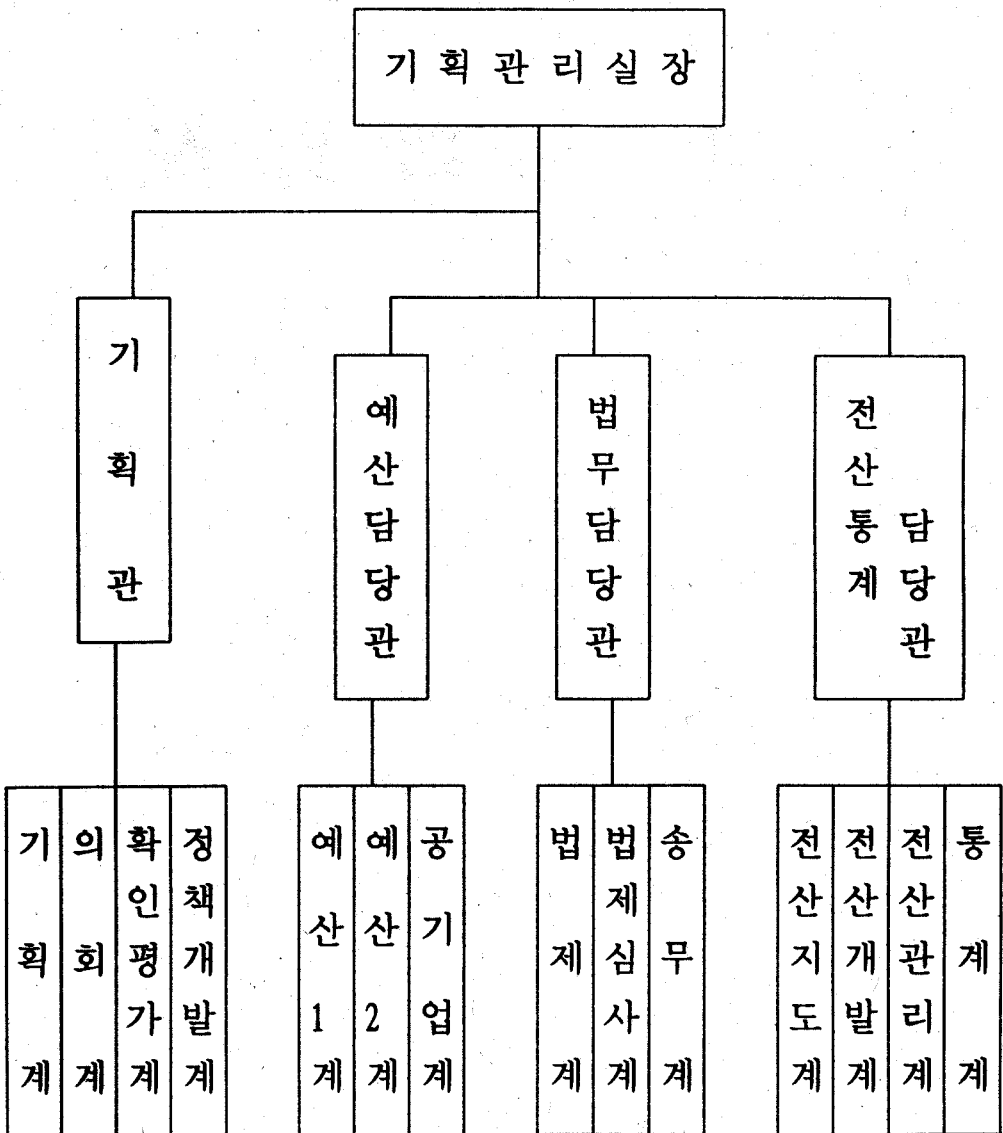 기획관리실장
기획관
예산담당관
법무담당관
전산통계
담당관
기획계
의회계
확인평가계
정책개발계
예산1계
예산2계
공기업계
법제계
법제심사계
송무계
전산지도계
전산개발계
전산관리계
통계계